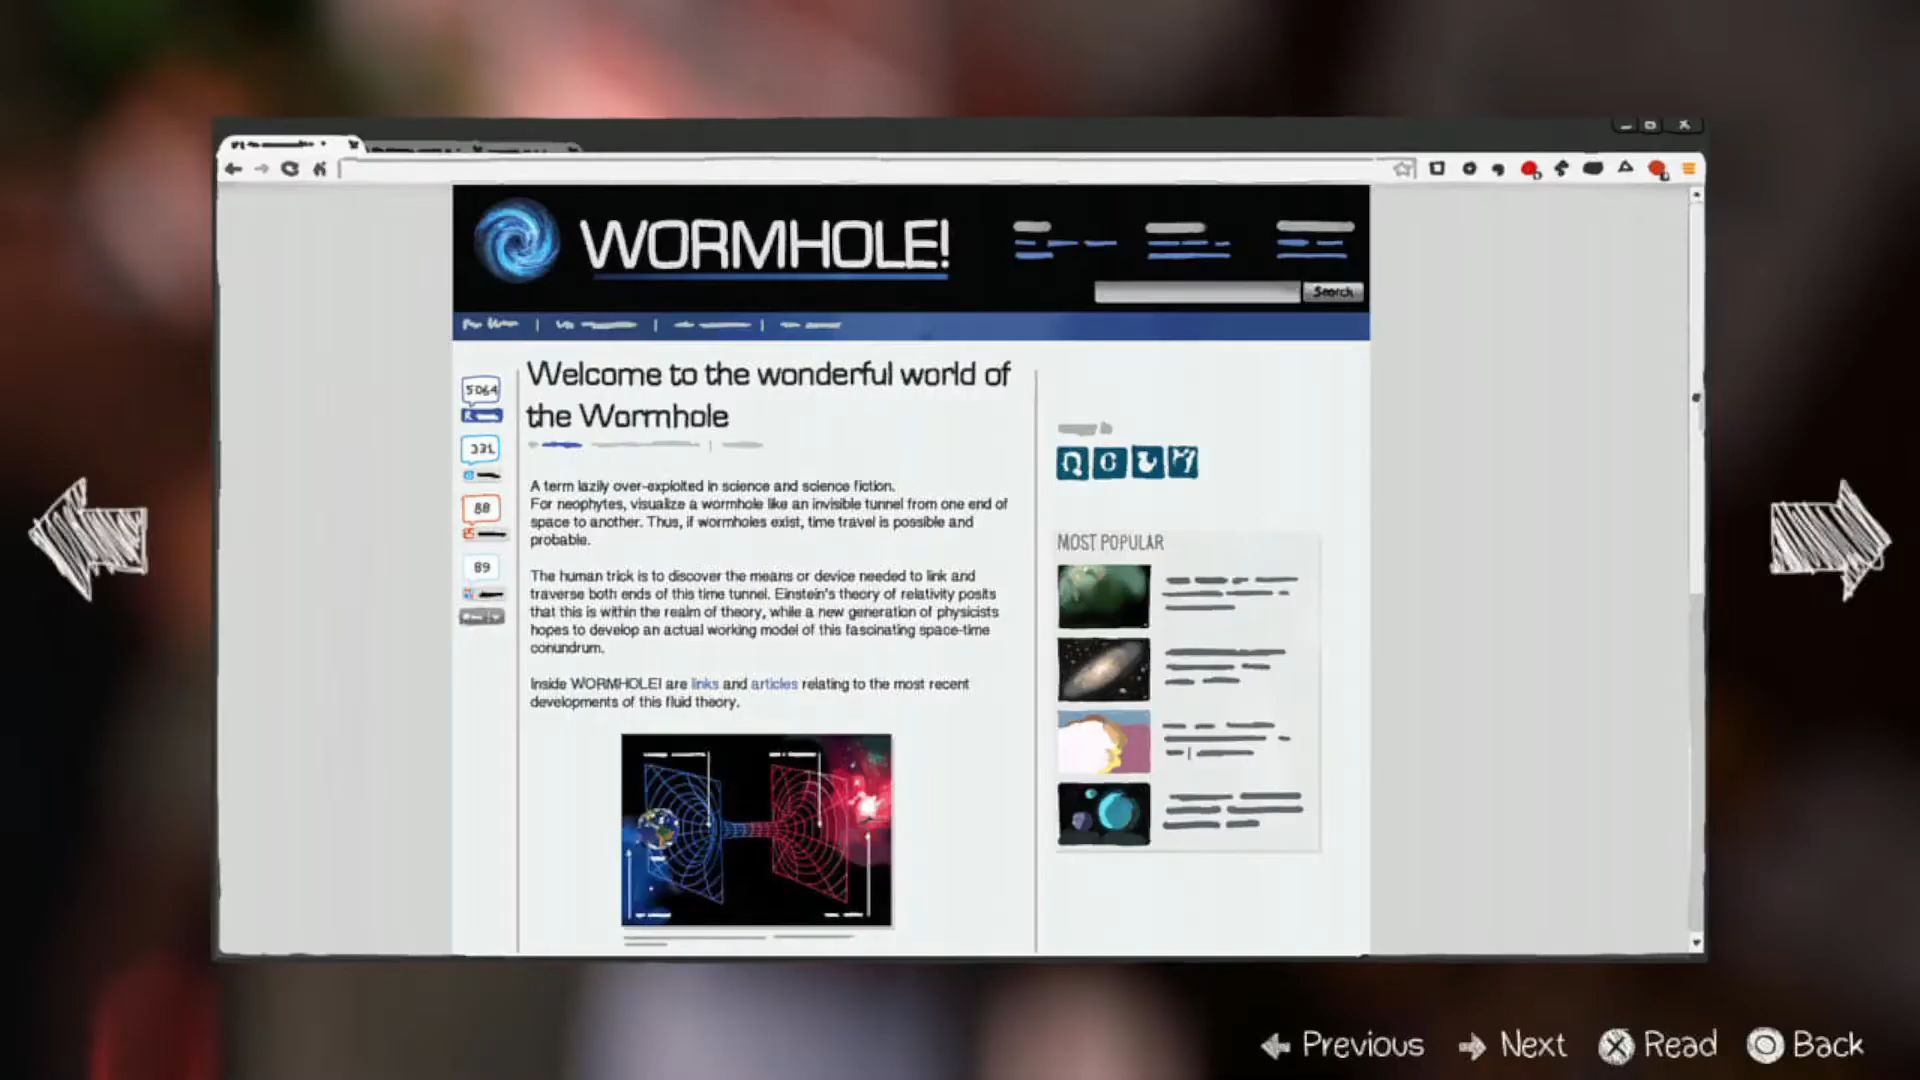 WORMHOLE!
Search
Welcome to the wonderful world of
the Wormhole
5064
331
88
89
A term lazily over-exploited in science and science fiction.
For neophytes, visualize a wormhole like an invisible tunnel from one end of
space to another. Thus, if wormholes exist, time travel is possible and
probable.
The human trick is to discover the means or device needed to link and
traverse both ends of this time tunnel. Einstein's theory of relativity posits
that this is within the realm of theory, while a new generation of physicists
hopes to develop an actual working model of this fascinating space-time
conundrum.
Inside WORMHOLE! are links and articles relating to the most recent
developments of this fluid theory.
MOST POPULAR
Previous
Next
Read
Back